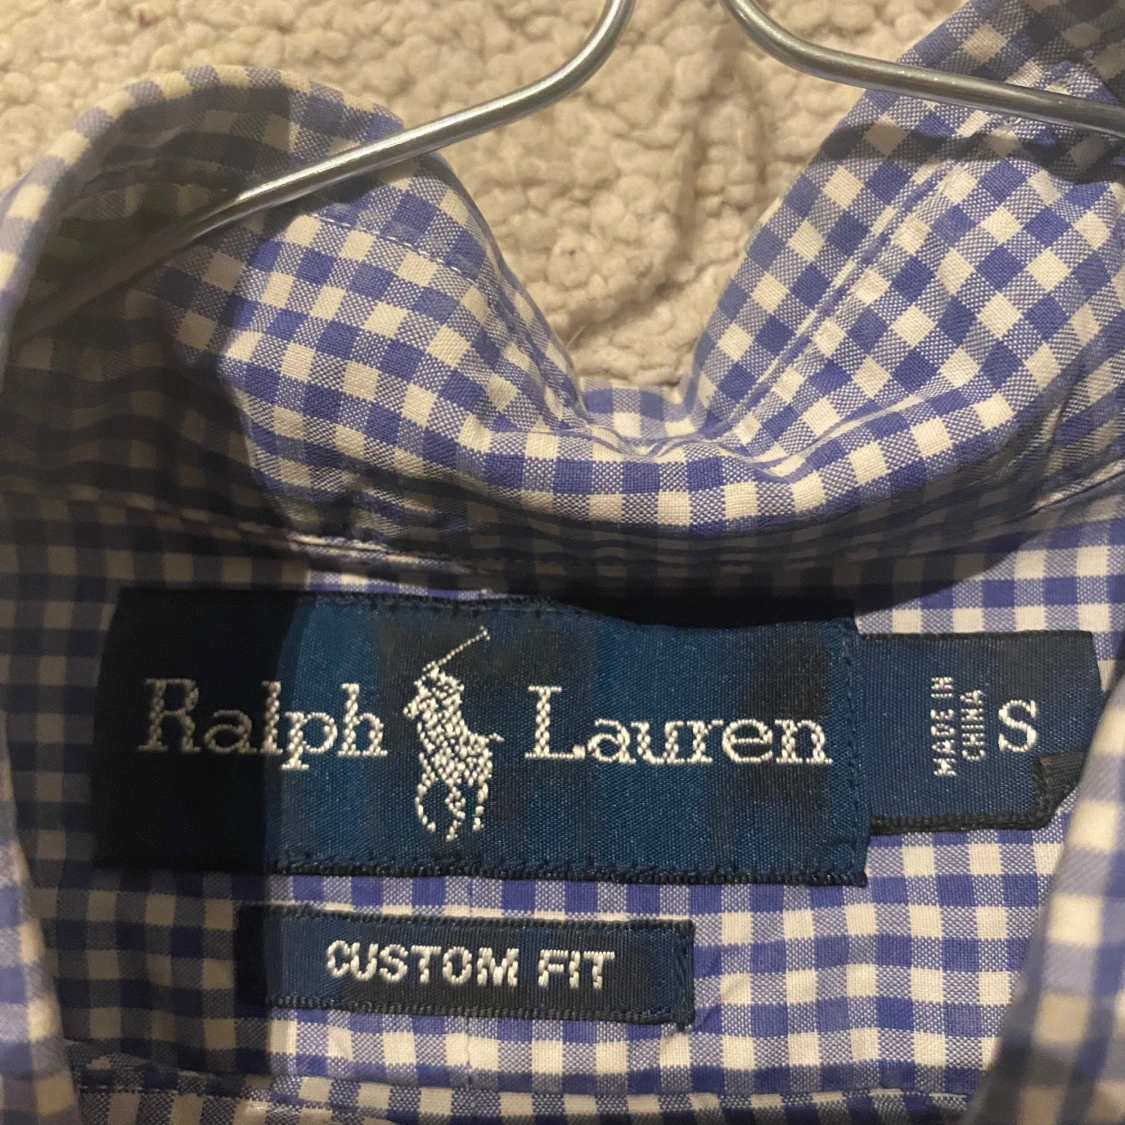 Ralph Lauren
MADE IN
CHINA
S
CUSTOM FIT